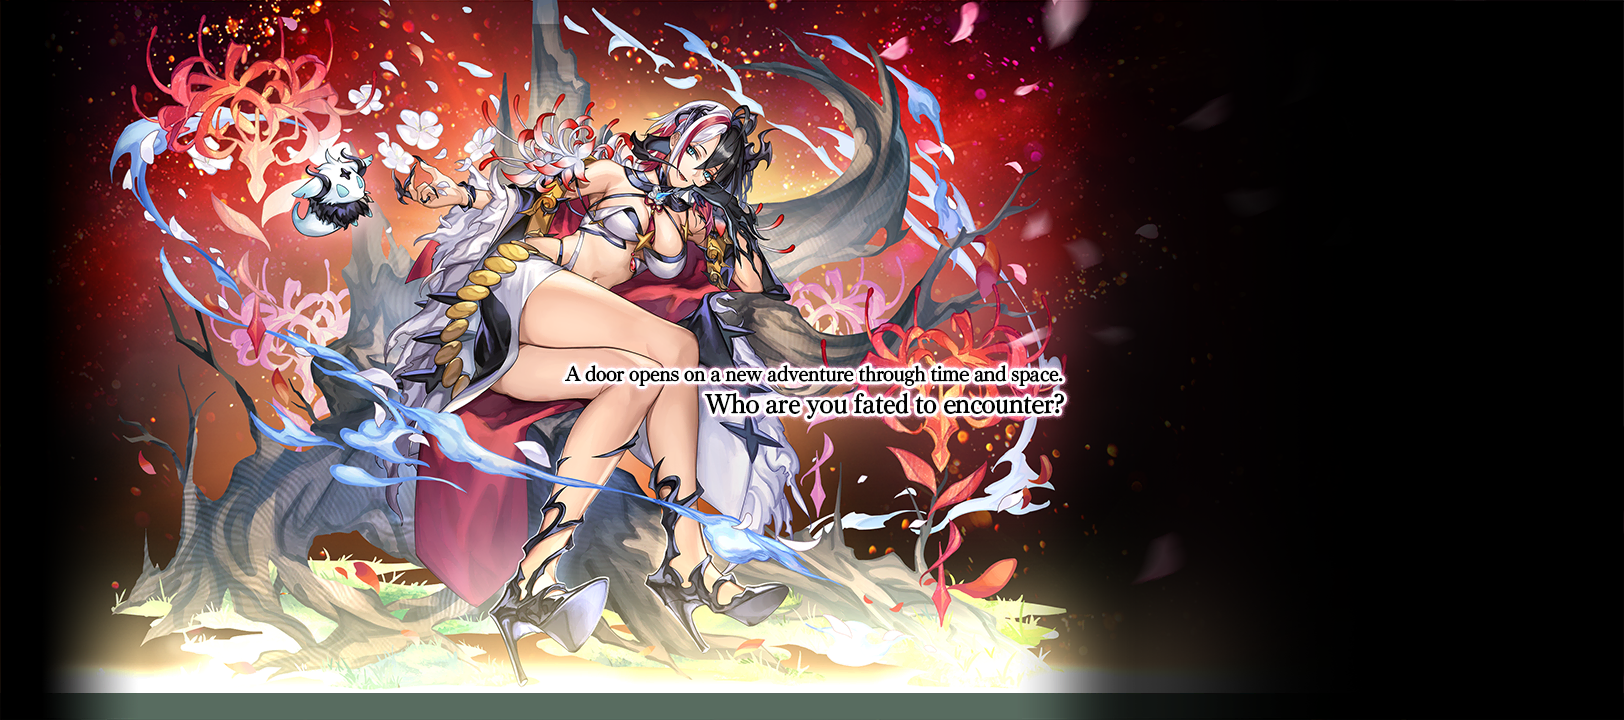 A door opens on a new adventure through time and space.
Who are you fated to encounter?